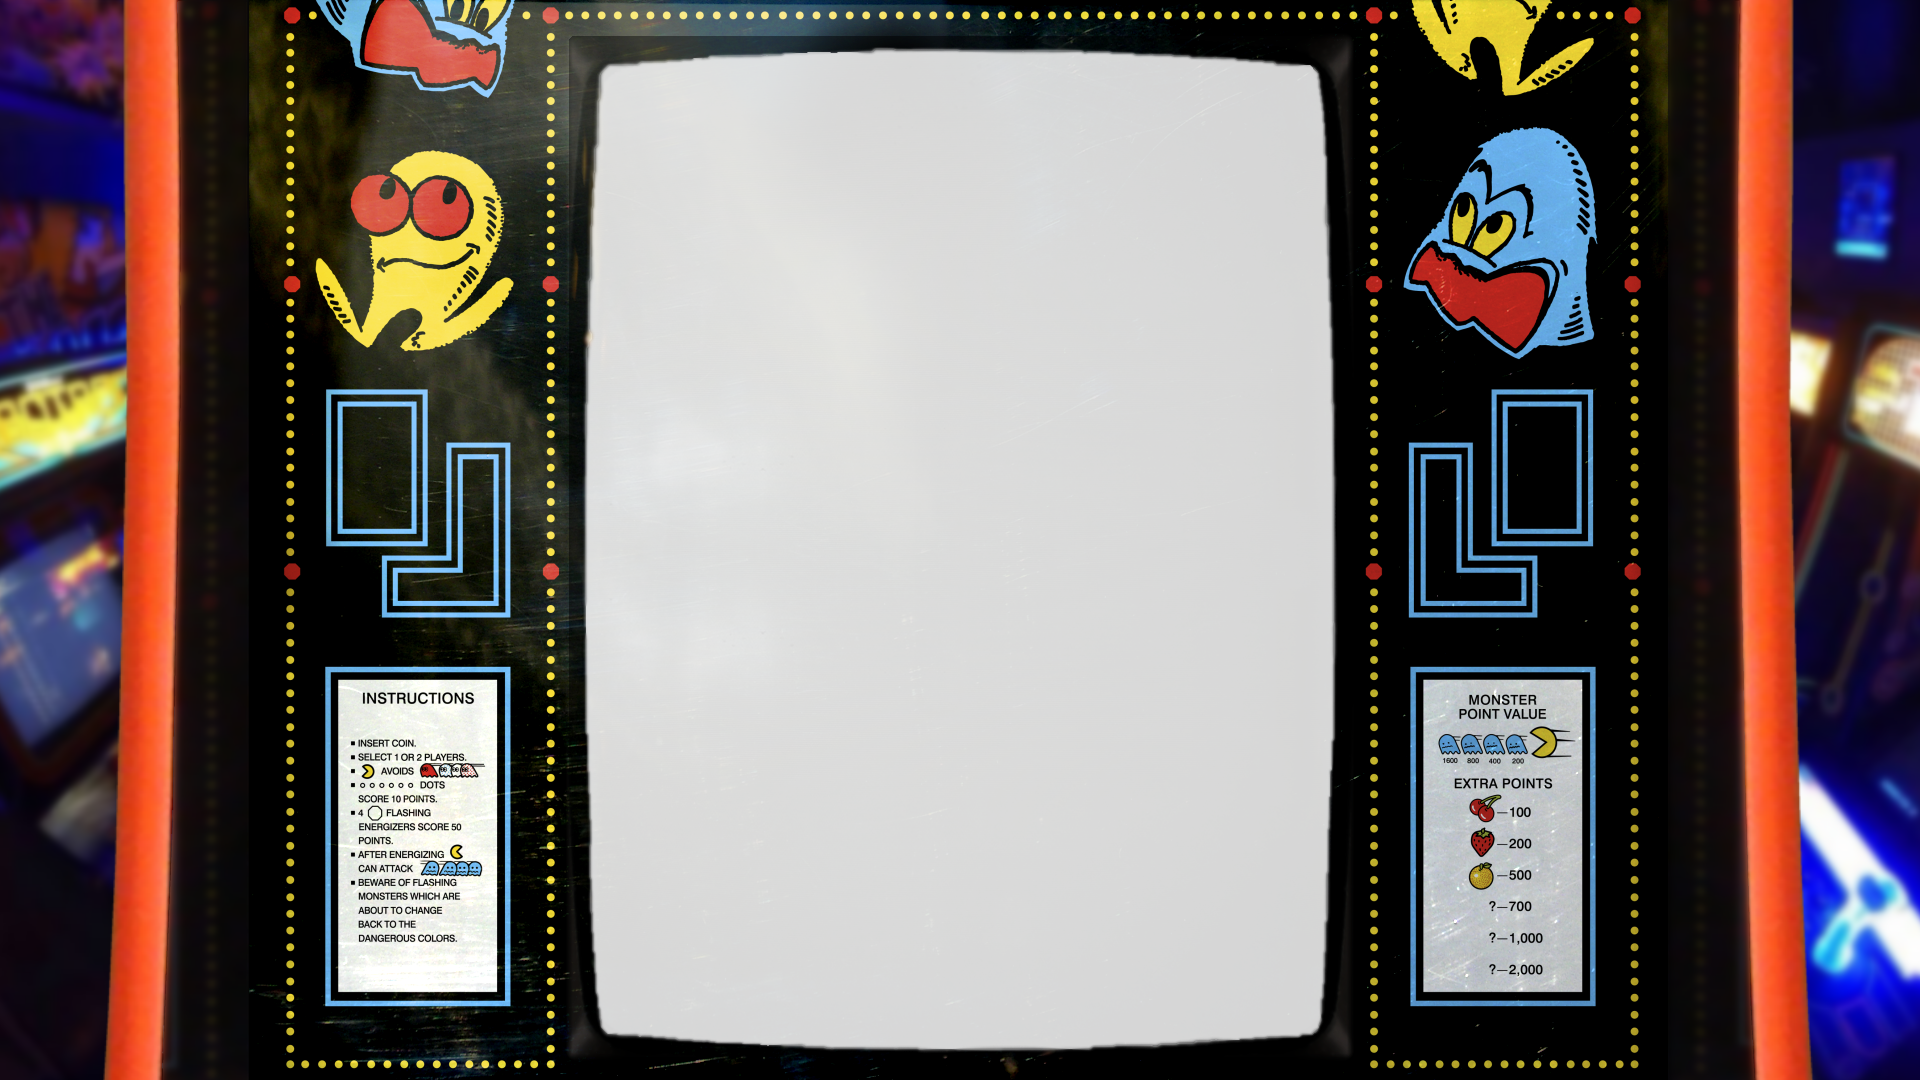 INSTRUCTIONS
▪ INSERT COIN.
▪ SELECT 1 OR 2 PLAYERS.
▪ AVOIDS
▪ DOTS
SCORE 10 POINTS.
▪ 4 FLASHING
ENERGIZERS SCORE 50
POINTS.
▪ AFTER ENERGIZING
CAN ATTACK
▪ BEWARE OF FLASHING
MONSTERS WHICH ARE
ABOUT TO CHANGE
BACK TO THE
DANGEROUS COLORS.
MONSTER
POINT VALUE
1600 800 400 200
EXTRA POINTS
—100
—200
—500
?—700
?—1,000
?—2,000